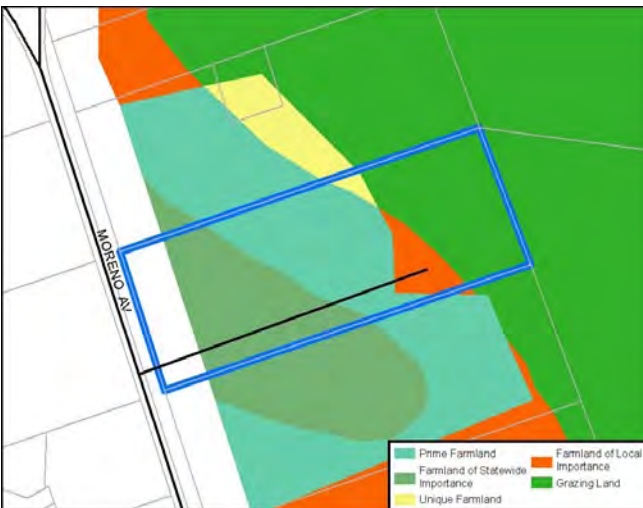 MORENO AV
Prime Farmland
Farmland of Statewide
Importance
Unique Farmland
Farmland of Local
Importance
Grazing Land